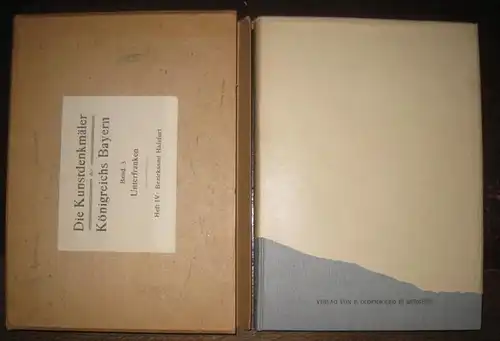 Die Kunstdenkmäler
des
Königreichs Bayern
Band 3
Unterfranken
Heft IV Bezirksamt Haßfurt
VERLAG VON R. OLDENBOURG IN MÜNCHEN